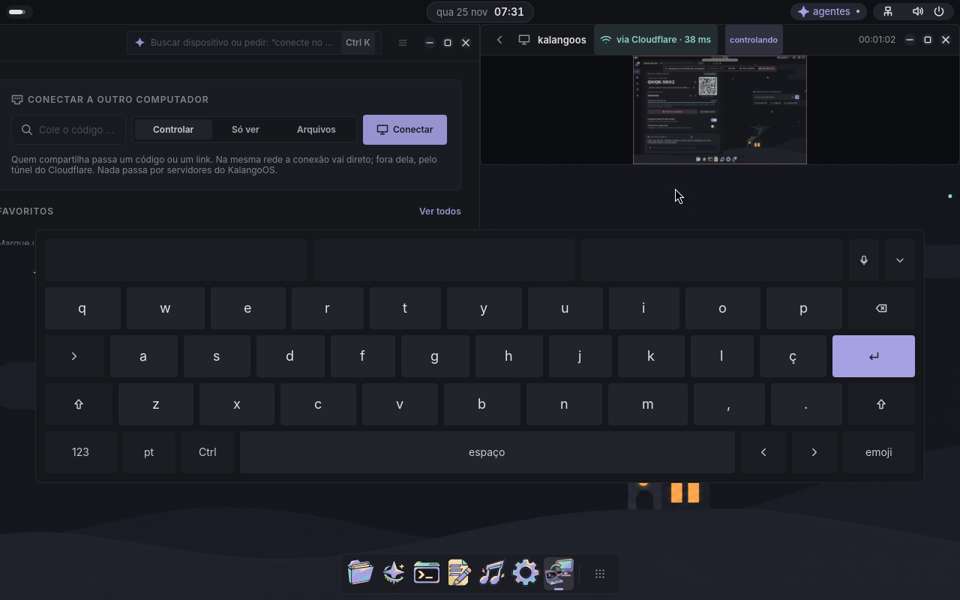 qua 25 nov 07:31
agentes
Buscar dispositivo ou pedir: "conecte no ... Ctrl K
kalangoos
via Cloudflare · 38 ms
controlando
00:01:02
CONECTAR A OUTRO COMPUTADOR
Cole o código ...
Controlar
Só ver
Arquivos
Conectar
Quem compartilha passa um código ou um link. Na mesma rede a conexão vai direto; fora dela, pelo
túnel do Cloudflare. Nada passa por servidores do KalangoOS.
FAVORITOS
Ver todos
Marque
q w e r t y u i o p
a s d f g h j k l ç
z x c v b n m , .
123 pt Ctrl espaço emoji